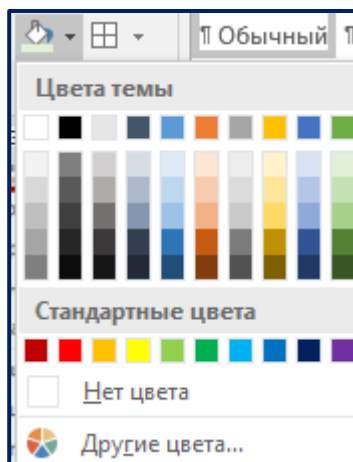 ¶ Обычный ¶
Цвета темы
Стандартные цвета
Нет цвета
Другие цвета...